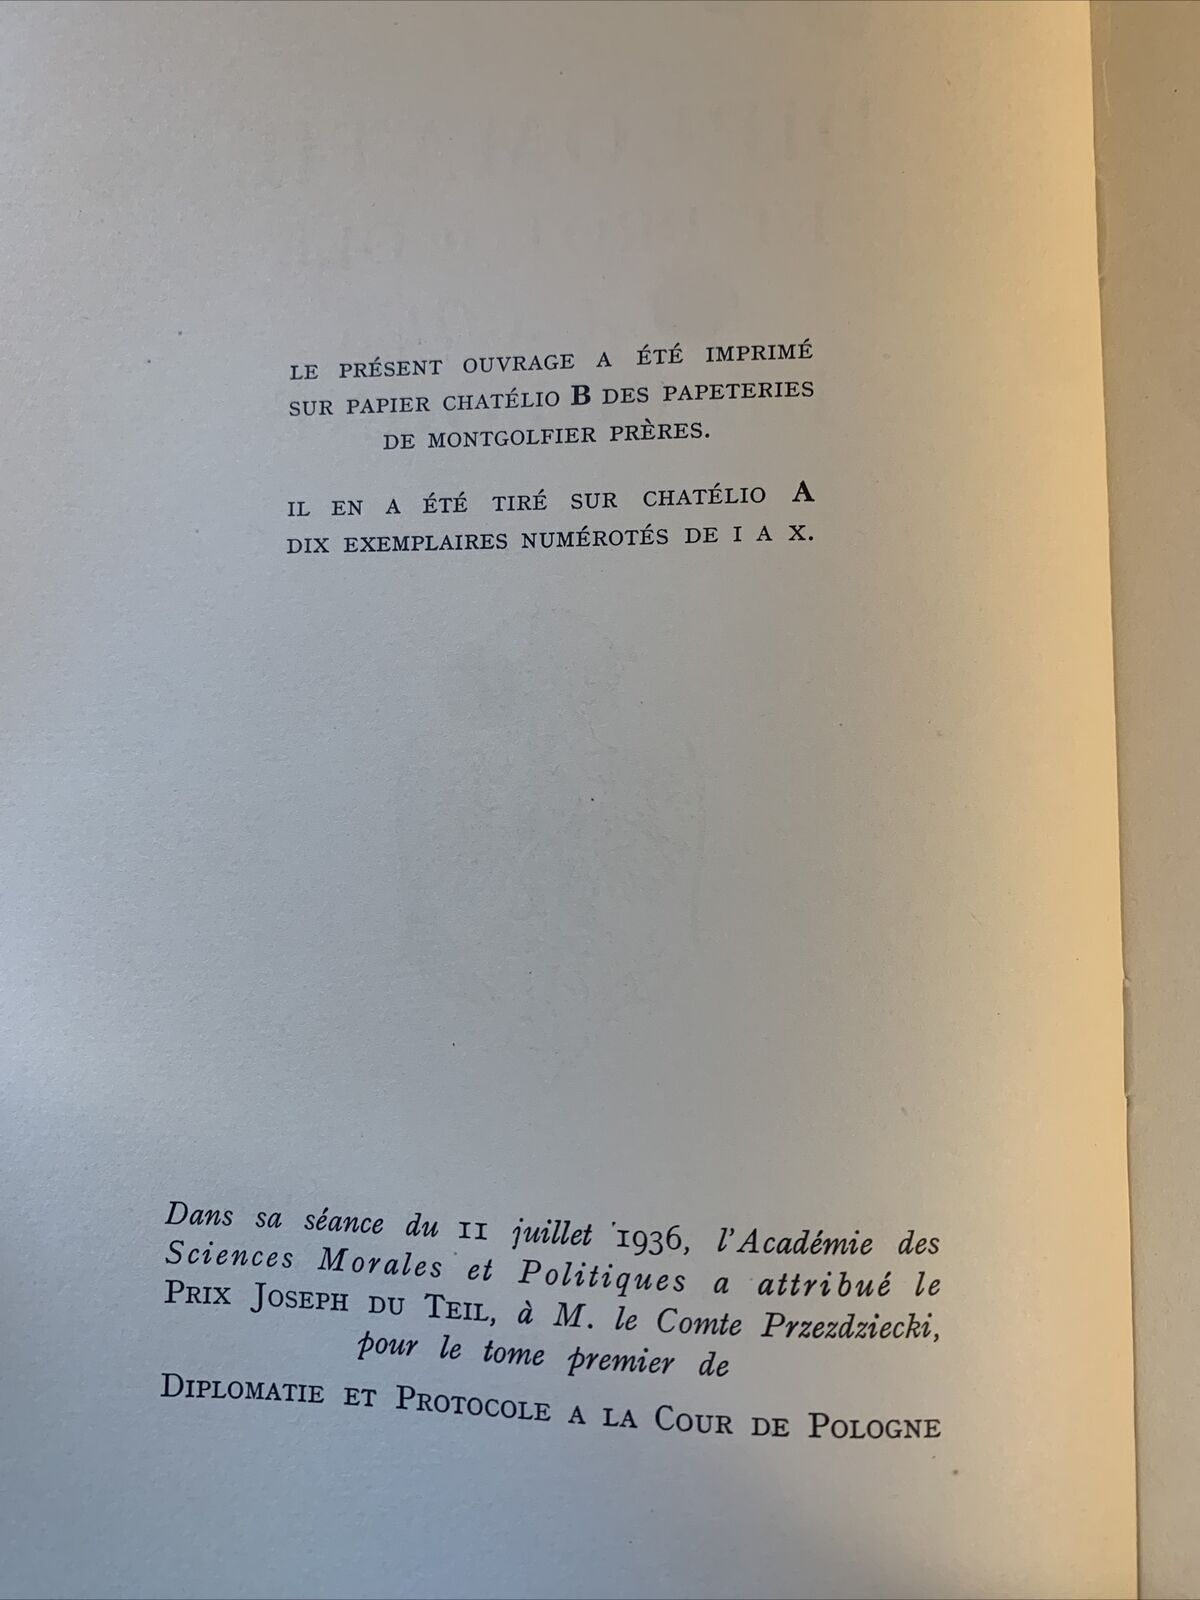 LE PRÉSENT OUVRAGE A ÉTÉ IMPRIMÉ
SUR PAPIER CHATÉLIO B DES PAPETERIES
DE MONTGOLFIER PRÈRES.
IL EN A ÉTÉ TIRÉ SUR CHATÉLIO A
DIX EXEMPLAIRES NUMÉROTÉS DE I A X.
Dans sa séance du 11 juillet 1936, l'Académie des
Sciences Morales et Politiques a attribué le
PRIX JOSEPH DU TEIL, à M. le Comte Przezdziecki,
pour le tome premier de
DIPLOMATIE ET PROTOCOLE A LA COUR DE POLOGNE